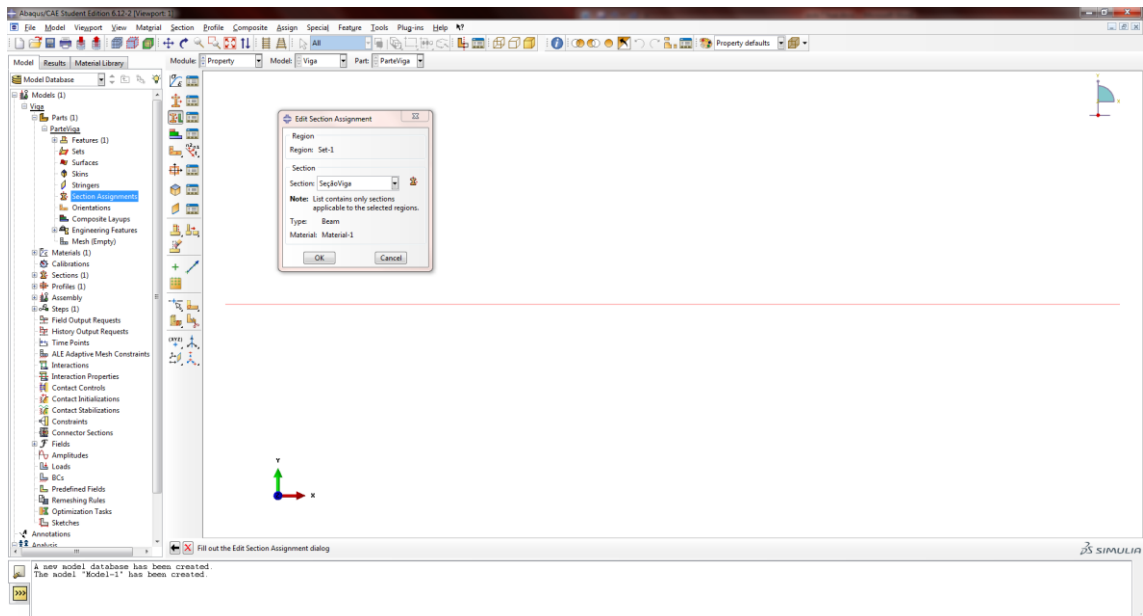 Abaqus/CAE Student Edition 6.12-2 [Viewport: 1]
File Model Viewport View Material Section Profile Composite Assign Special Feature Tools Plug-ins Help
All
Property defaults
Model Results Material Library
Module: Property Model: Viga Part: ParteViga
Model Database
Models (1)
Viga
Parts (1)
ParteViga
Features (1)
Sets
Surfaces
Skins
Stringers
Section Assignments
Orientations
Composite Layups
Engineering Features
Mesh (Empty)
Materials (1)
Calibrations
Sections (1)
Profiles (1)
Assembly
Steps (1)
Field Output Requests
History Output Requests
Time Points
ALE Adaptive Mesh Constraints
Interactions
Interaction Properties
Contact Controls
Contact Initializations
Contact Stabilizations
Constraints
Connector Sections
Fields
Amplitudes
Loads
BCs
Predefined Fields
Remeshing Rules
Optimization Tasks
Sketches
Annotations
Analysis
Edit Section Assignment
Region
Region: Set-1
Section
Section: SeçãoViga
Note: List contains only sections
applicable to the selected regions.
Type: Beam
Material: Material-1
OK Cancel
Y
X
Fill out the Edit Section Assignment dialog
SIMULIA
A new model database has been created.
The model "Model-1" has been created.
>>>